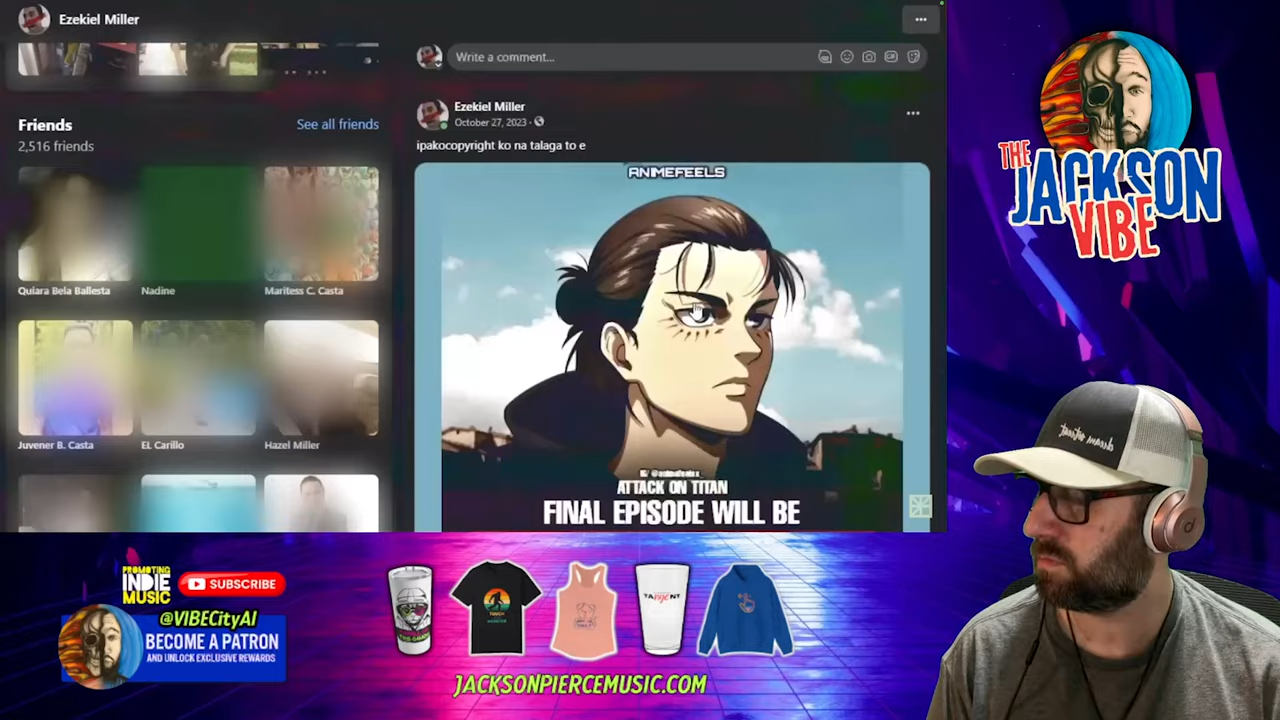 Ezekiel Miller
Write a comment...
Friends
See all friends
2,516 friends
Quiara Bela Ballesta
Nadine
Maritess C. Casta
Juvener B. Casta
EL Carillo
Hazel Miller
Ezekiel Miller
October 27, 2023
ipakocopyright ko na talaga to e
ANIMEFEELS
ATTACK ON TITAN
FINAL EPISODE WILL BE
THE
JACKSON
VIBE
PROMOTING
INDIE
MUSIC
SUBSCRIBE
@VIBECityAI
BECOME A PATRON
AND UNLOCK EXCLUSIVE REWARDS
JACKSONPIERCEMUSIC.COM